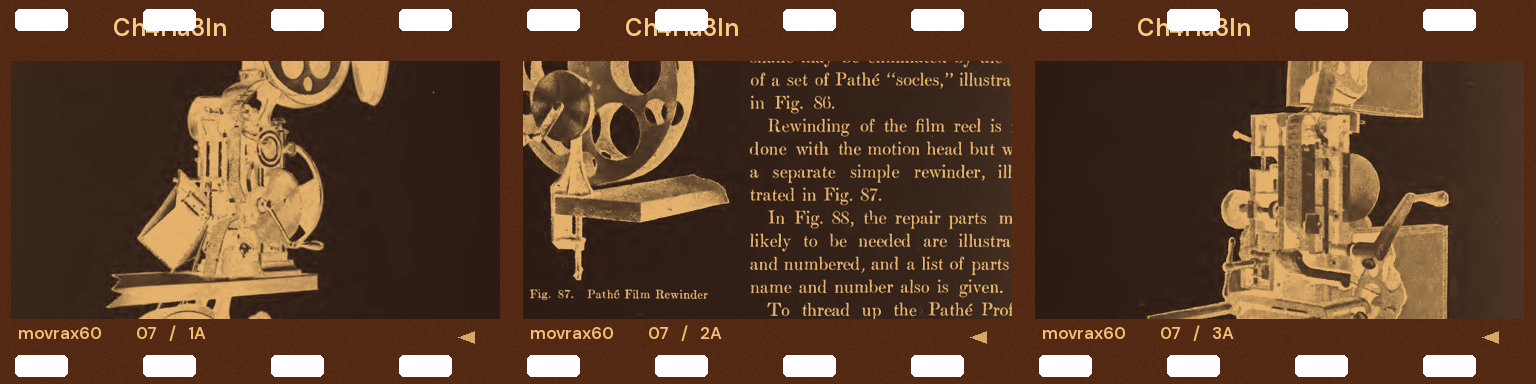 of a set of Pathé “socles,” illustra
in Fig. 86.
Rewinding of the film reel is
done with the motion head but w
a separate simple rewinder, ill
trated in Fig. 87.
In Fig. 88, the repair parts m
likely to be needed are illustra
and numbered, and a list of parts
name and number also is given.
To thread up the Pathé Prof
Fig. 87. Pathé Film Rewinder
movrax60 07 / 1A
movrax60 07 / 2A
movrax60 07 / 3A